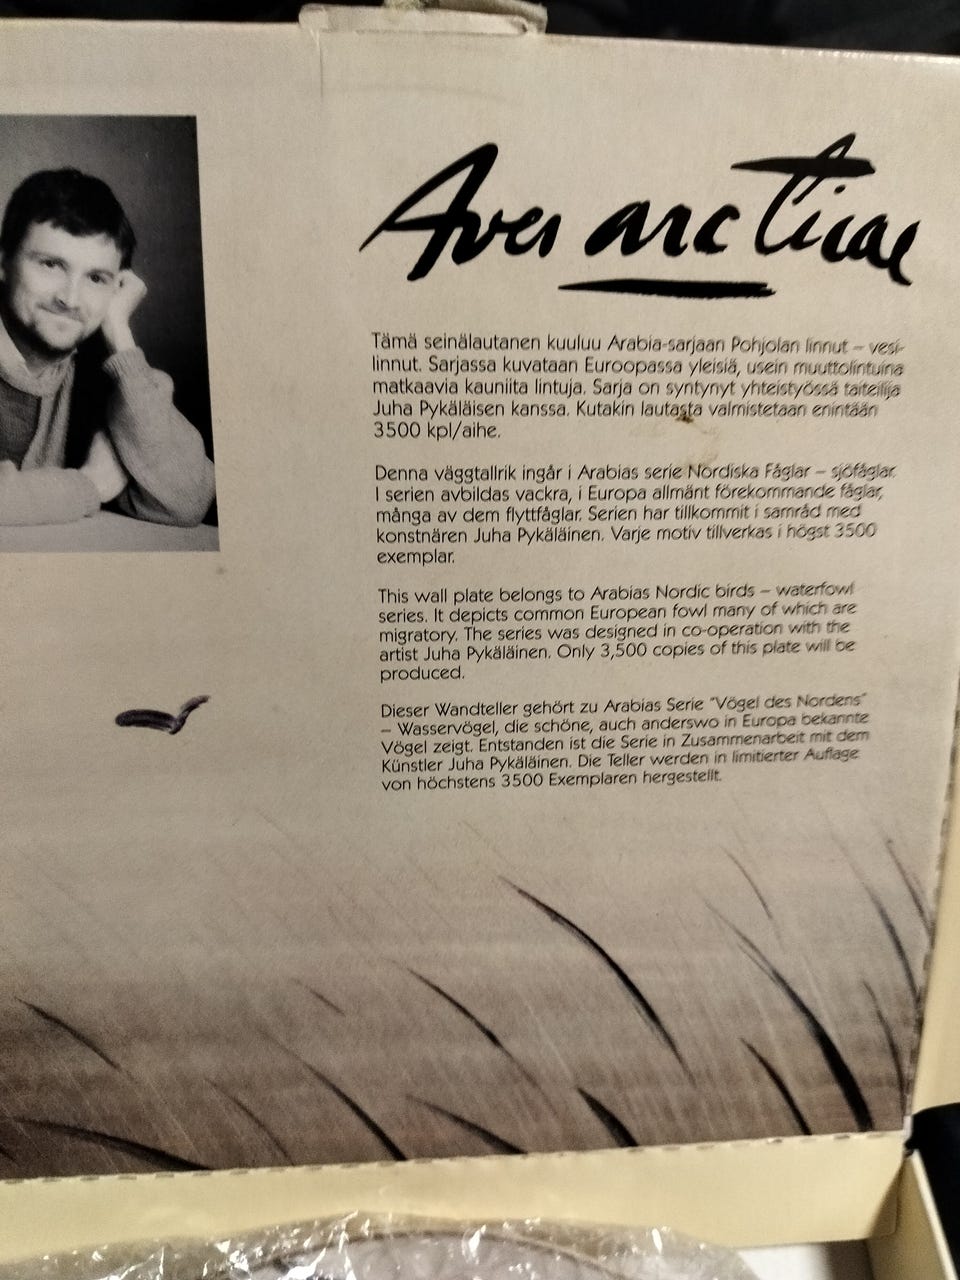 Aves arcticae
Tämä seinälautanen kuuluu Arabia-sarjaan Pohjolan linnut – vesi-
linnut. Sarjassa kuvataan Euroopassa yleisiä, usein muuttolintuina
matkaavia kauniita lintuja. Sarja on syntynyt yhteistyössä taiteilija
Juha Pykäläisen kanssa. Kutakin lautasta valmistetaan enintään
3500 kpl/aihe.
Denna väggtallrik ingår i Arabias serie Nordiska Fåglar – sjöfåglar.
I serien avbildas vackra, i Europa allmänt förekommande fåglar,
många av dem flyttfåglar. Serien har tillkommit i samråd med
konstnären Juha Pykäläinen. Varje motiv tillverkas i högst 3500
exemplar.
This wall plate belongs to Arabias Nordic birds – waterfowl
series. It depicts common European fowl many of which are
migratory. The series was designed in co-operation with the
artist Juha Pykäläinen. Only 3,500 copies of this plate will be
produced.
Dieser Wandteller gehört zu Arabias Serie "Vögel des Nordens"
– Wasservögel, die schöne, auch anderswo in Europa bekannte
Vögel zeigt. Entstanden ist die Serie in Zusammenarbeit mit dem
Künstler Juha Pykäläinen. Die Teller werden in limitierter Auflage
von höchstens 3500 Exemplaren hergestellt.